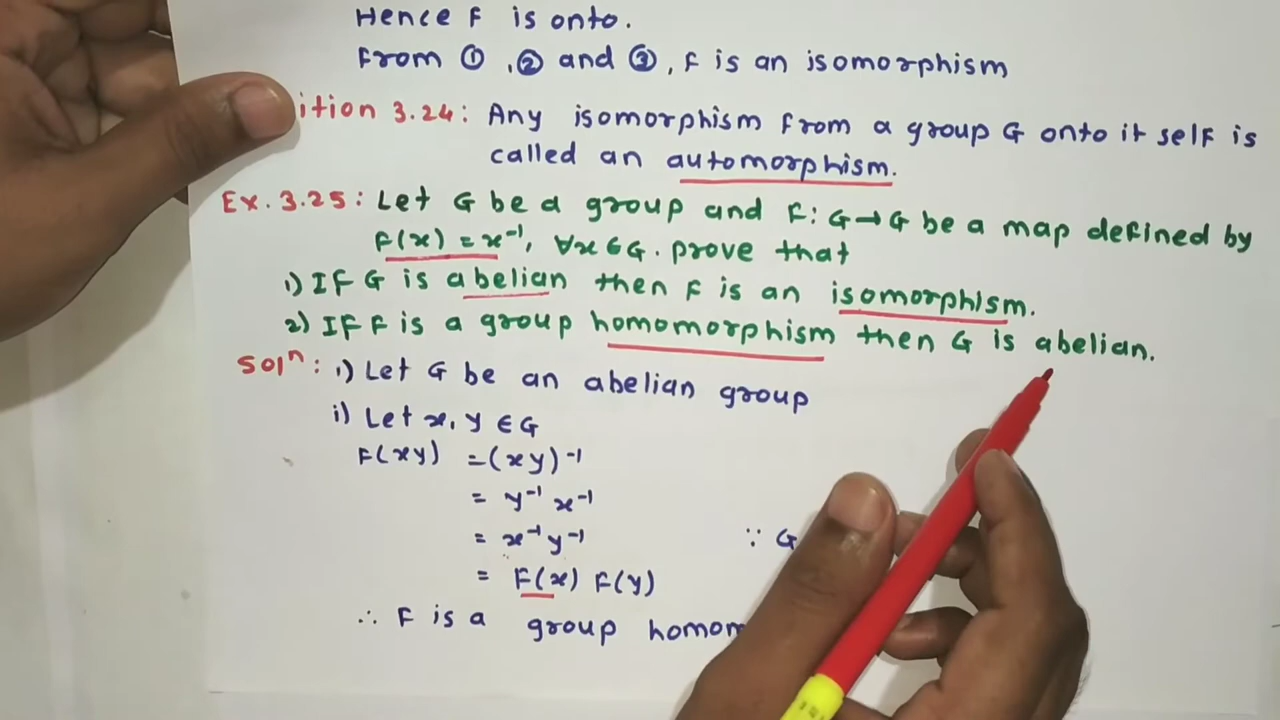 Hence F is onto.
From ①, ② and ③, F is an isomorphism
ition 3.24: Any isomorphism from a group G onto it self is
called an automorphism.
Ex. 3.25: Let G be a group and F: G→G be a map defined by
F(x) = x⁻¹, ∀x∈G. prove that
1) If G is abelian then F is an isomorphism.
2) If F is a group homomorphism then G is abelian.
Solⁿ: 1) Let G be an abelian group
i) Let x, y ∈ G
F(xy) = (xy)⁻¹
= y⁻¹ x⁻¹
= x⁻¹ y⁻¹ ∵ G
= F(x) F(y)
∴ F is a group homom